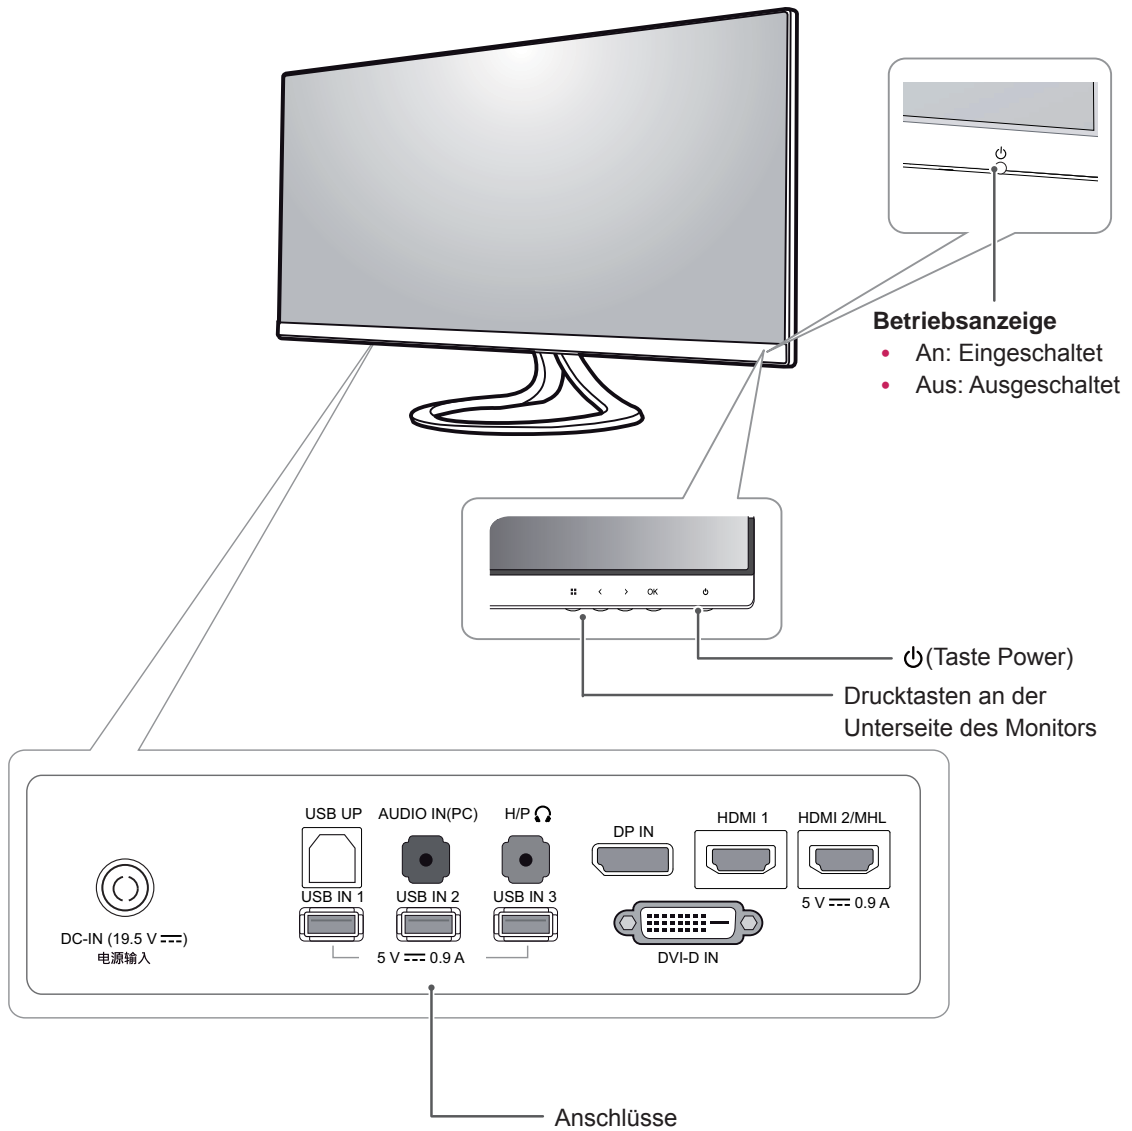 Betriebsanzeige
• An: Eingeschaltet
• Aus: Ausgeschaltet
OK
(Taste Power)
Drucktasten an der
Unterseite des Monitors
USB UP
AUDIO IN(PC)
H/P
DP IN
HDMI 1
HDMI 2/MHL
USB IN 1
USB IN 2
USB IN 3
5 V ⎓ 0.9 A
DC-IN (19.5 V ⎓)
电源输入
5 V ⎓ 0.9 A
DVI-D IN
Anschlüsse